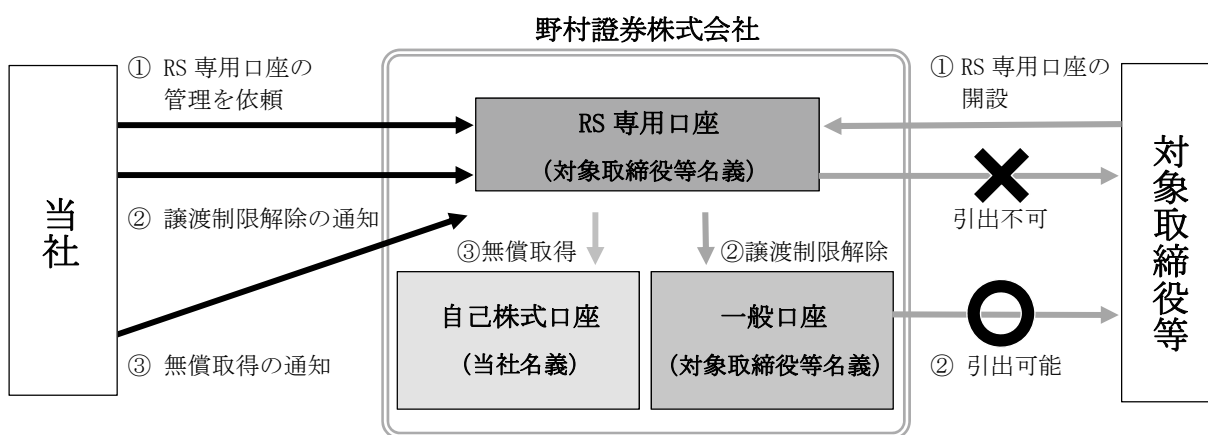 野村證券株式会社
① RS 専用口座の
管理を依頼
① RS 専用口座の
開設
RS 専用口座
(対象取締役等名義)
当社
対象取締役等
② 譲渡制限解除の通知
引出不可
③無償取得
②譲渡制限解除
自己株式口座
(当社名義)
一般口座
(対象取締役等名義)
③ 無償取得の通知
② 引出可能